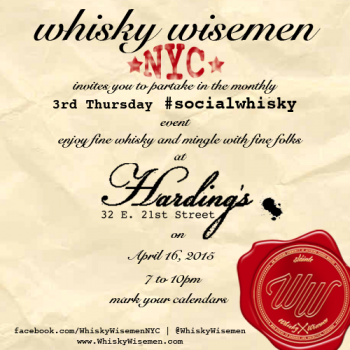 whisky wisemen
NYC
invites you to partake in the monthly
3rd Thursday #socialwhisky
event
enjoy fine whisky and mingle with fine folks
at
Harding's
32 E. 21st Street
on
April 16, 2015
7 to 10pm
mark your calendars
WW
facebook.com/WhiskyWisemenNYC | @WhiskyWisemen
www.WhiskyWisemen.com